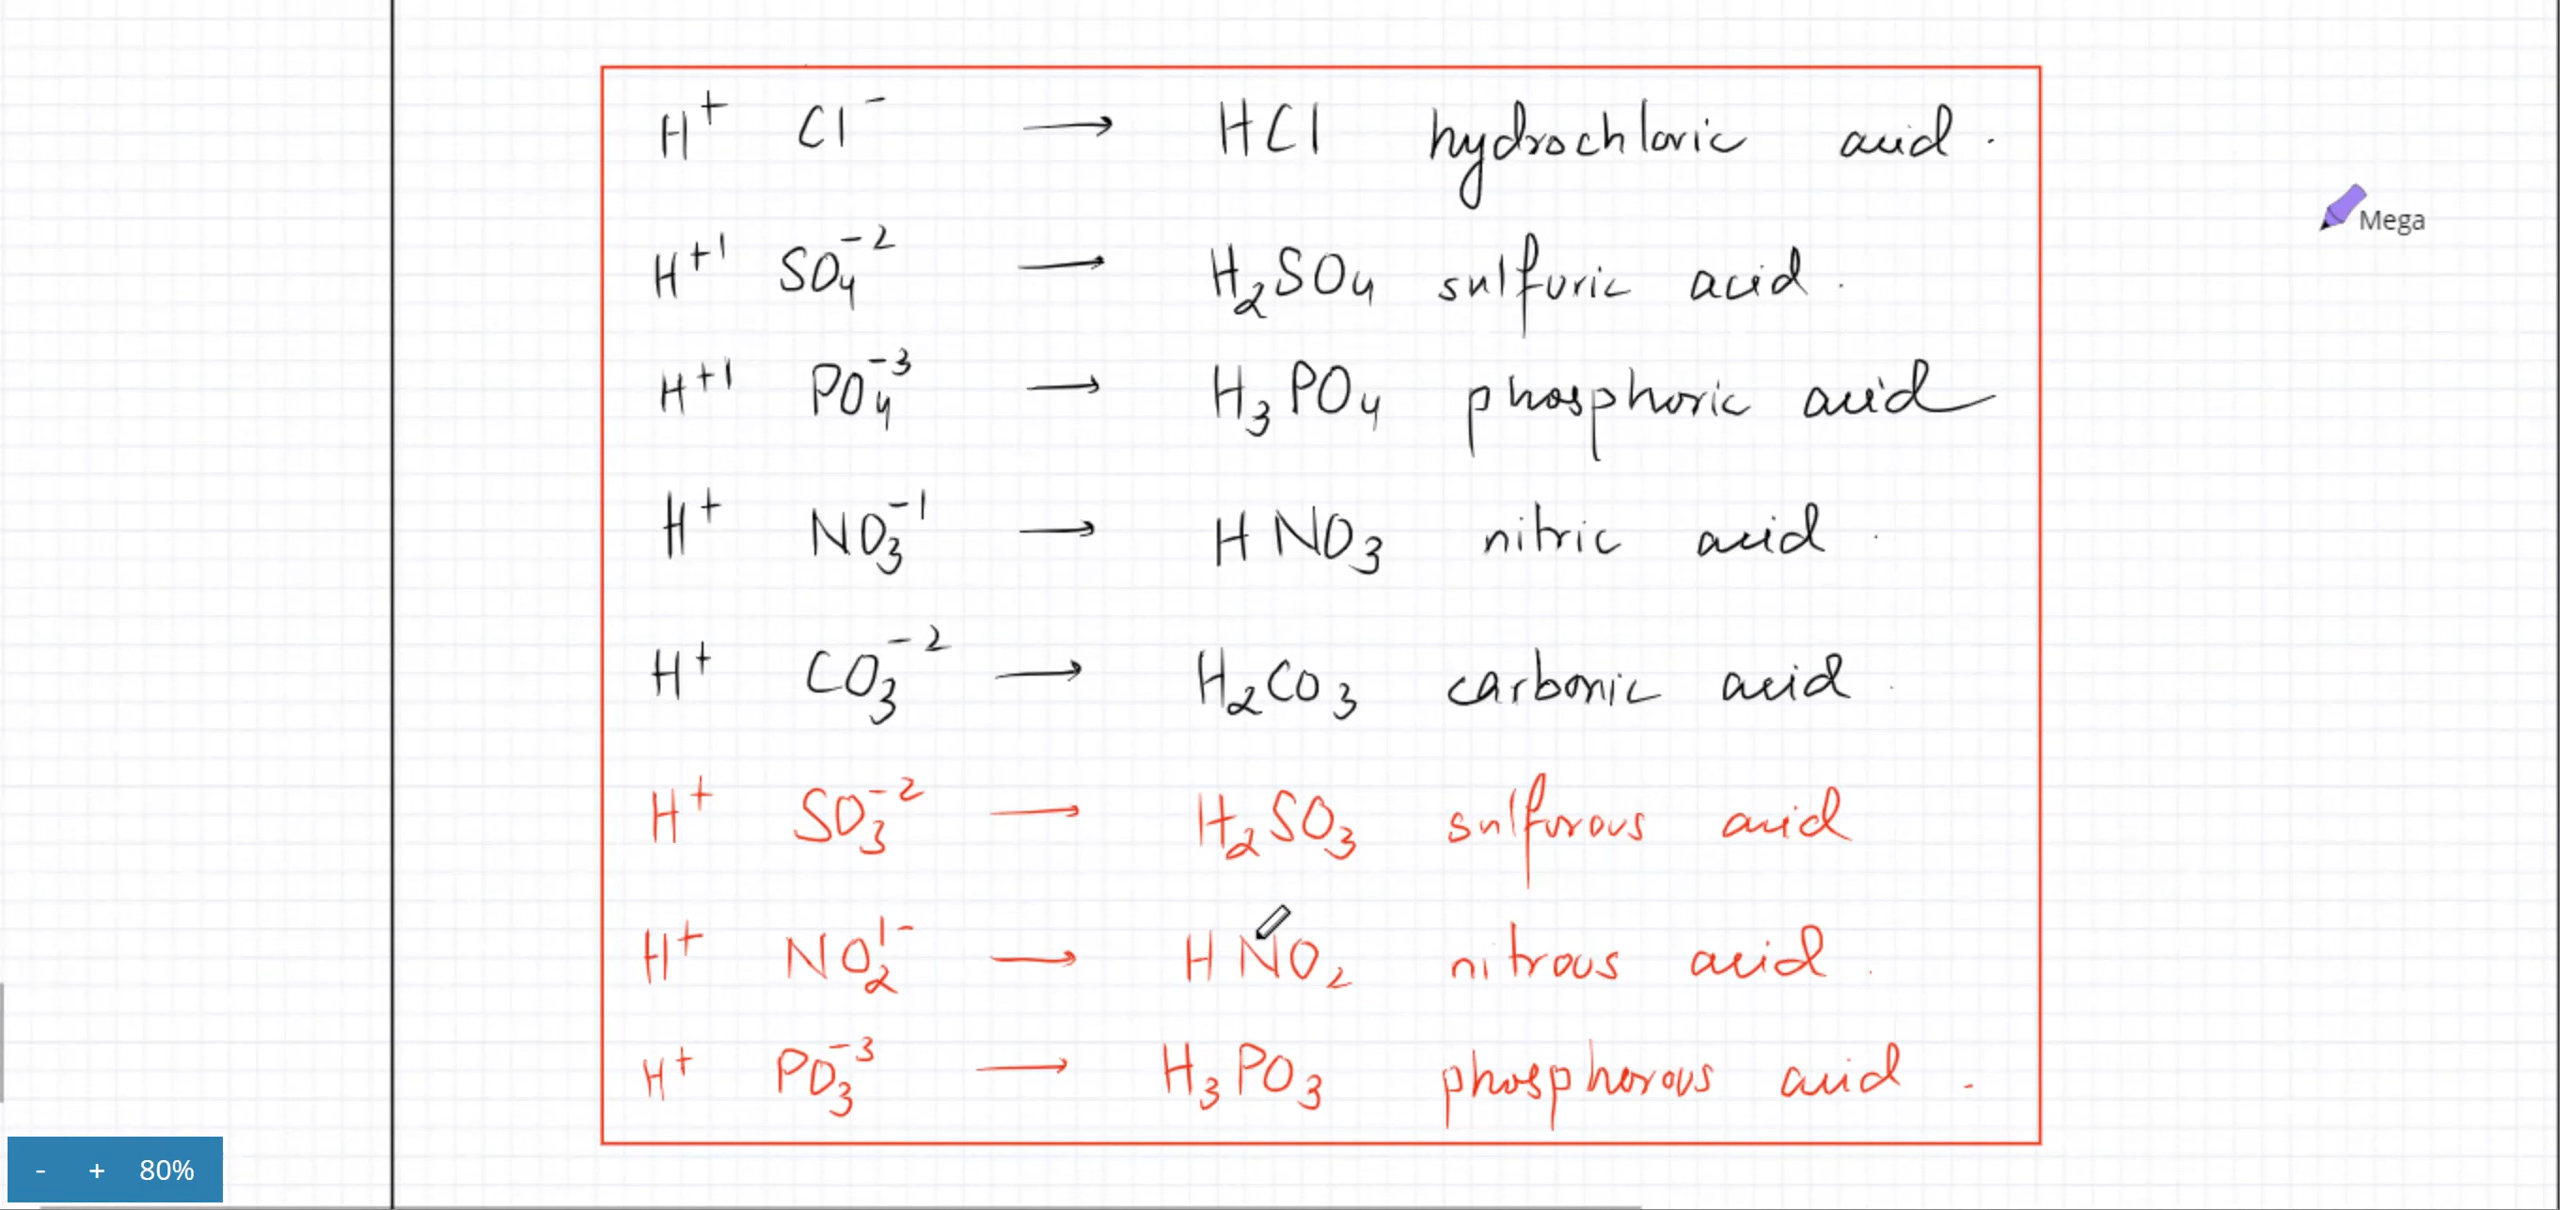 H⁺ Cl⁻ → HCl hydrochloric acid.
Mega
H⁺¹ SO₄⁻² → H₂SO₄ sulfuric acid.
H⁺¹ PO₄⁻³ → H₃PO₄ phosphoric acid
H⁺ NO₃⁻¹ → HNO₃ nitric acid.
H⁺ CO₃⁻² → H₂CO₃ carbonic acid.
H⁺ SO₃⁻² → H₂SO₃ sulfurous acid
H⁺ NO₂¹⁻ → HNO₂ nitrous acid.
H⁺ PO₃⁻³ → H₃PO₃ phosphorous acid.
- + 80%